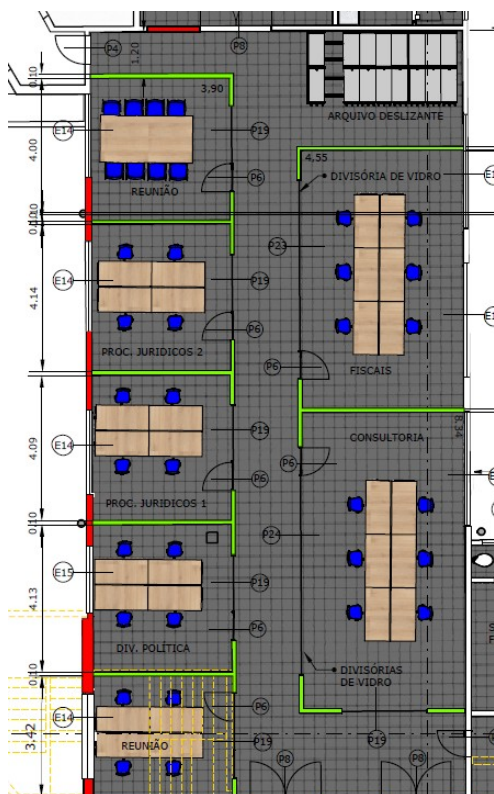 P4
P8
1.20
0.10
3.90
ARQUIVO DESLIZANTE
E14
P19
4.00
4.55
REUNIÃO
P6
DIVISÓRIA DE VIDRO
0.10
P23
4.14
E14
P19
P6
PROC. JURIDICOS 2
P6
FISCAIS
4.09
E14
P19
CONSULTORIA
8.34
P6
P6
PROC. JURIDICOS 1
0.10
P24
4.13
E15
P19
P6
DIV. POLÍTICA
0.10
DIVISÓRIAS
DE VIDRO
3.42
E14
P6
REUNIÃO
P19
P19
P8
P8